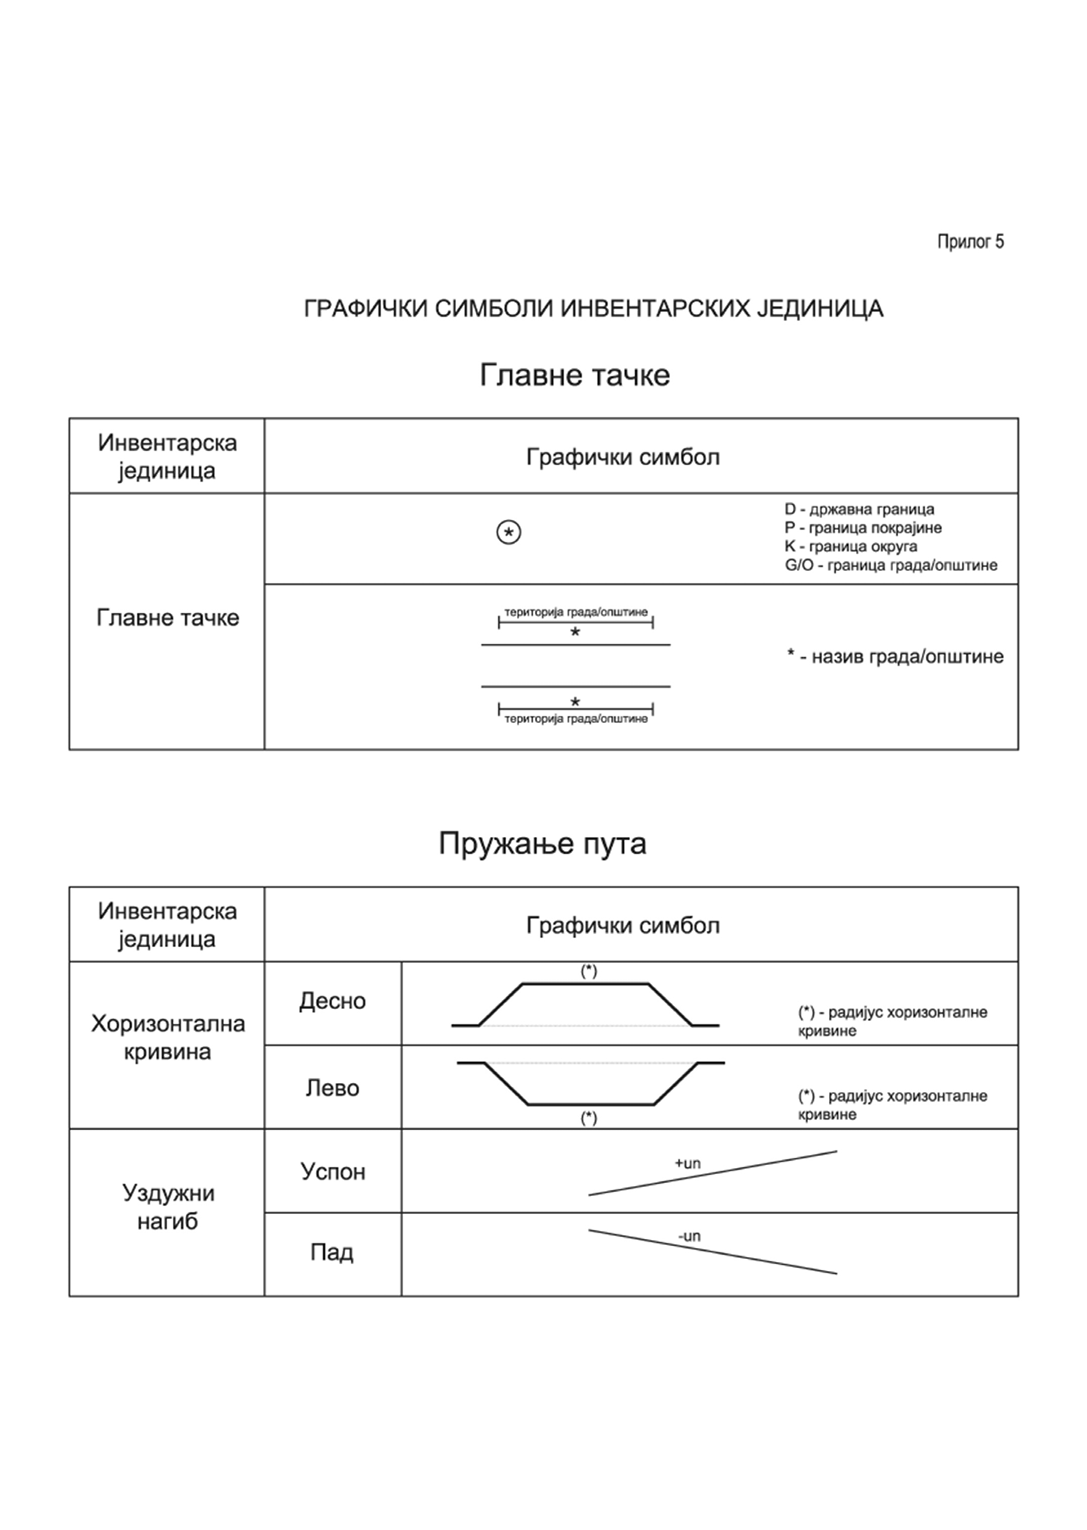 Прилог 5
ГРАФИЧКИ СИМБОЛИ ИНВЕНТАРСКИХ ЈЕДИНИЦА
Главне тачке
Инвентарска
јединица
Графички симбол
Главне тачке
*
D - државна граница
P - граница покрајине
K - граница округа
G/O - граница града/општине
територија града/општине
*
*
територија града/општине
* - назив града/општине
Пружање пута
Инвентарска
јединица
Графички симбол
Хоризонтална
кривина
Десно
(*)
(*) - радијус хоризонталне
кривине
Лево
(*)
(*) - радијус хоризонталне
кривине
Уздужни
нагиб
Успон
+un
Пад
-un